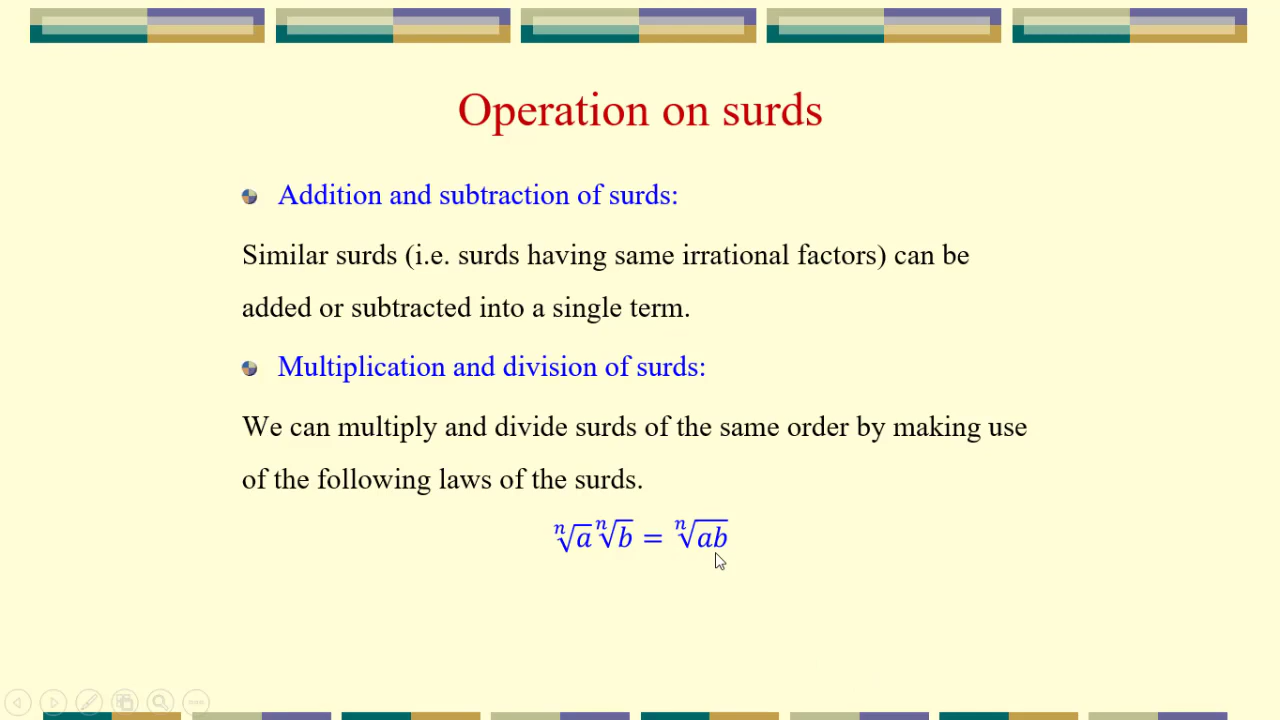 Operation on surds
Addition and subtraction of surds:
Similar surds (i.e. surds having same irrational factors) can be
added or subtracted into a single term.
Multiplication and division of surds:
We can multiply and divide surds of the same order by making use
of the following laws of the surds.
ⁿ√a ⁿ√b = ⁿ√ab